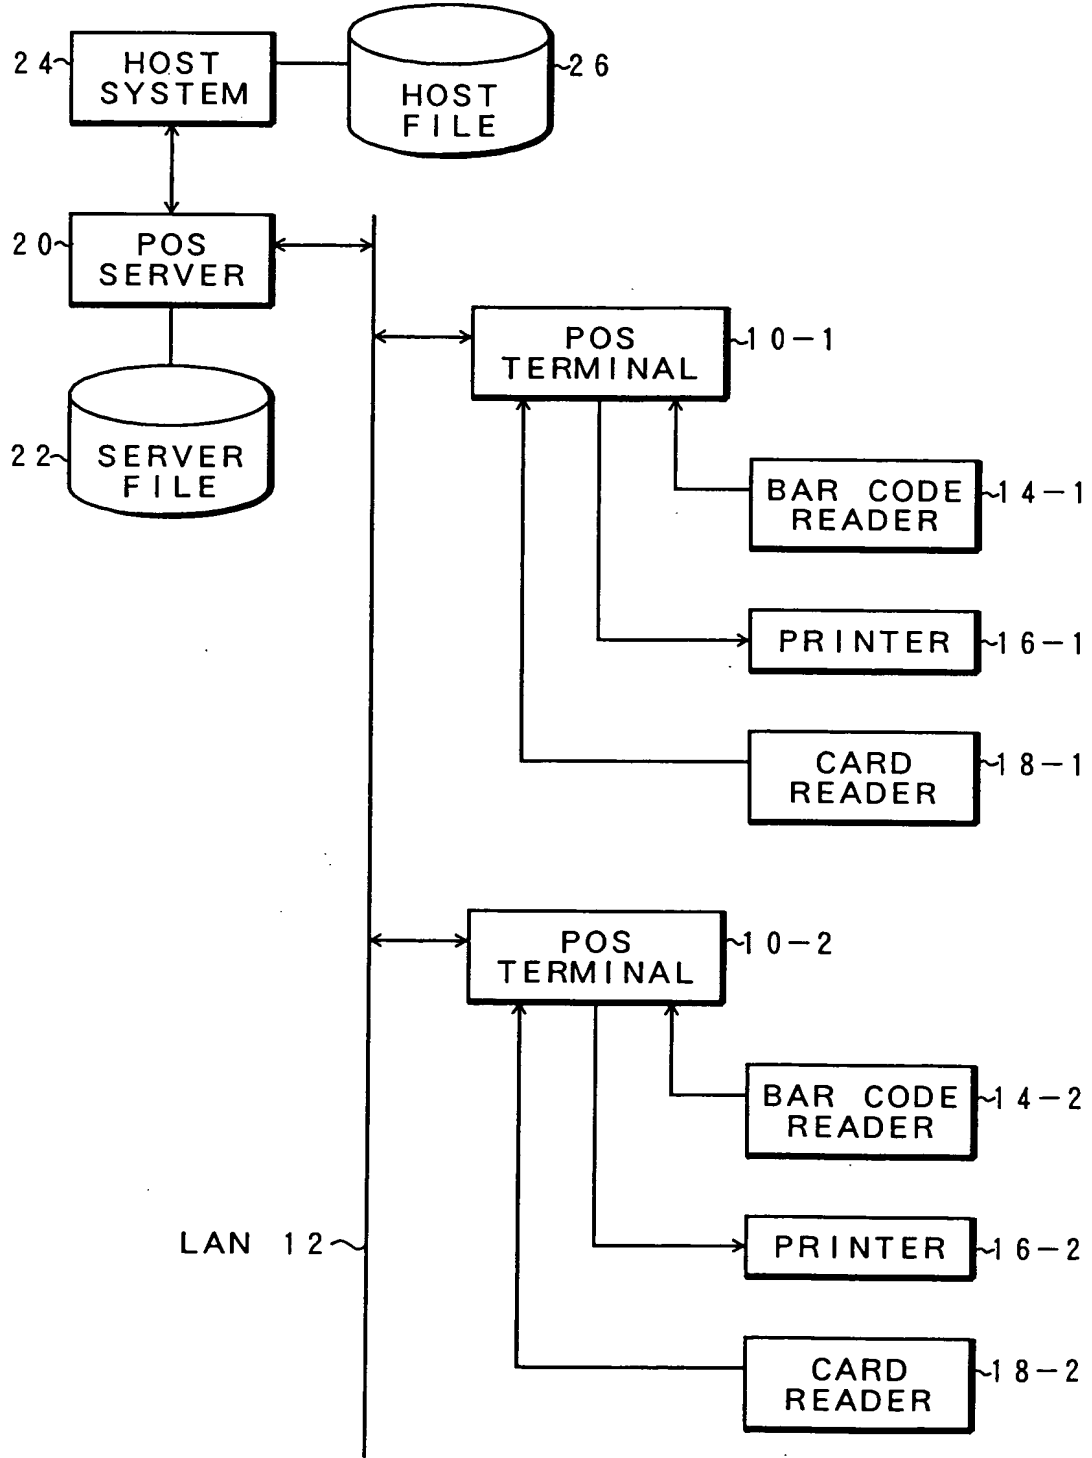 24
HOST
SYSTEM
HOST
FILE
26
20
POS
SERVER
22
SERVER
FILE
POS
TERMINAL
10-1
BAR CODE
READER
14-1
PRINTER
16-1
CARD
READER
18-1
POS
TERMINAL
10-2
BAR CODE
READER
14-2
LAN 12
PRINTER
16-2
CARD
READER
18-2